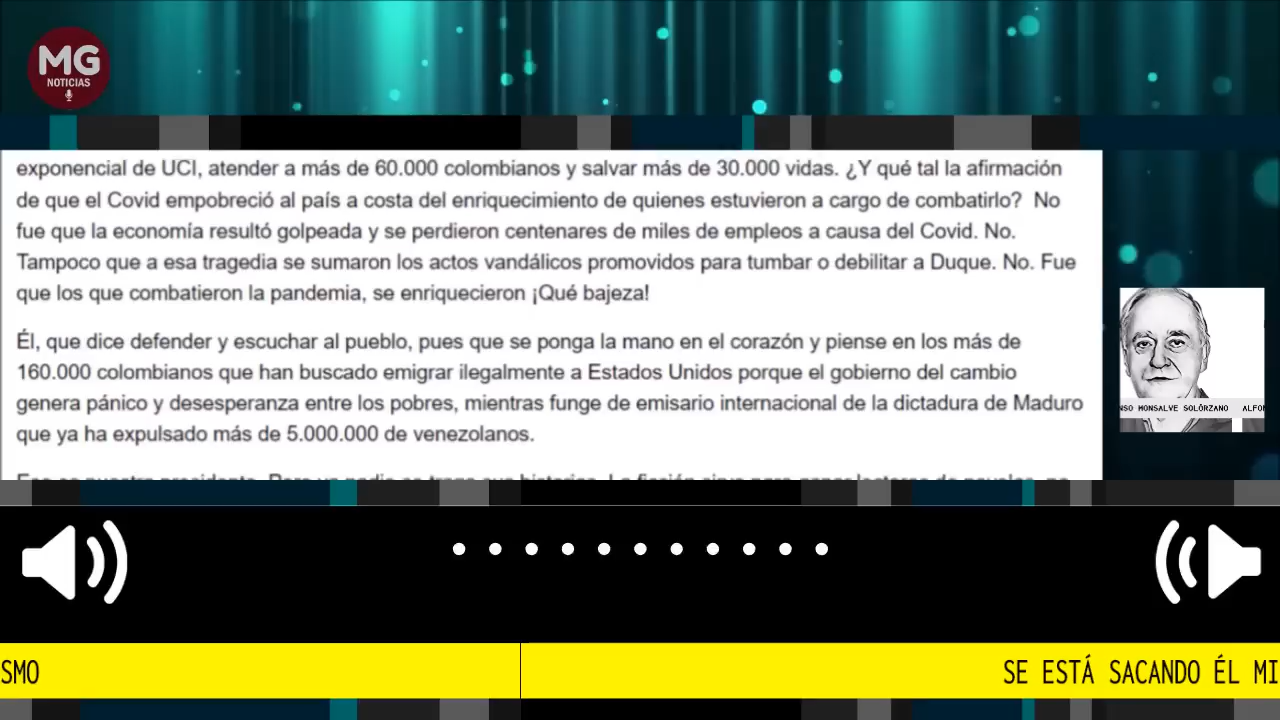 MG
NOTICIAS
exponencial de UCI, atender a más de 60.000 colombianos y salvar más de 30.000 vidas. ¿Y qué tal la afirmación
de que el Covid empobreció al país a costa del enriquecimiento de quienes estuvieron a cargo de combatirlo? No
fue que la economía resultó golpeada y se perdieron centenares de miles de empleos a causa del Covid. No.
Tampoco que a esa tragedia se sumaron los actos vandálicos promovidos para tumbar o debilitar a Duque. No. Fue
que los que combatieron la pandemia, se enriquecieron ¡Qué bajeza!
Él, que dice defender y escuchar al pueblo, pues que se ponga la mano en el corazón y piense en los más de
160.000 colombianos que han buscado emigrar ilegalmente a Estados Unidos porque el gobierno del cambio
genera pánico y desesperanza entre los pobres, mientras funge de emisario internacional de la dictadura de Maduro
que ya ha expulsado más de 5.000.000 de venezolanos.
NSO MONSALVE SOLÓRZANO ALFON
SMO SE ESTÁ SACANDO ÉL MI